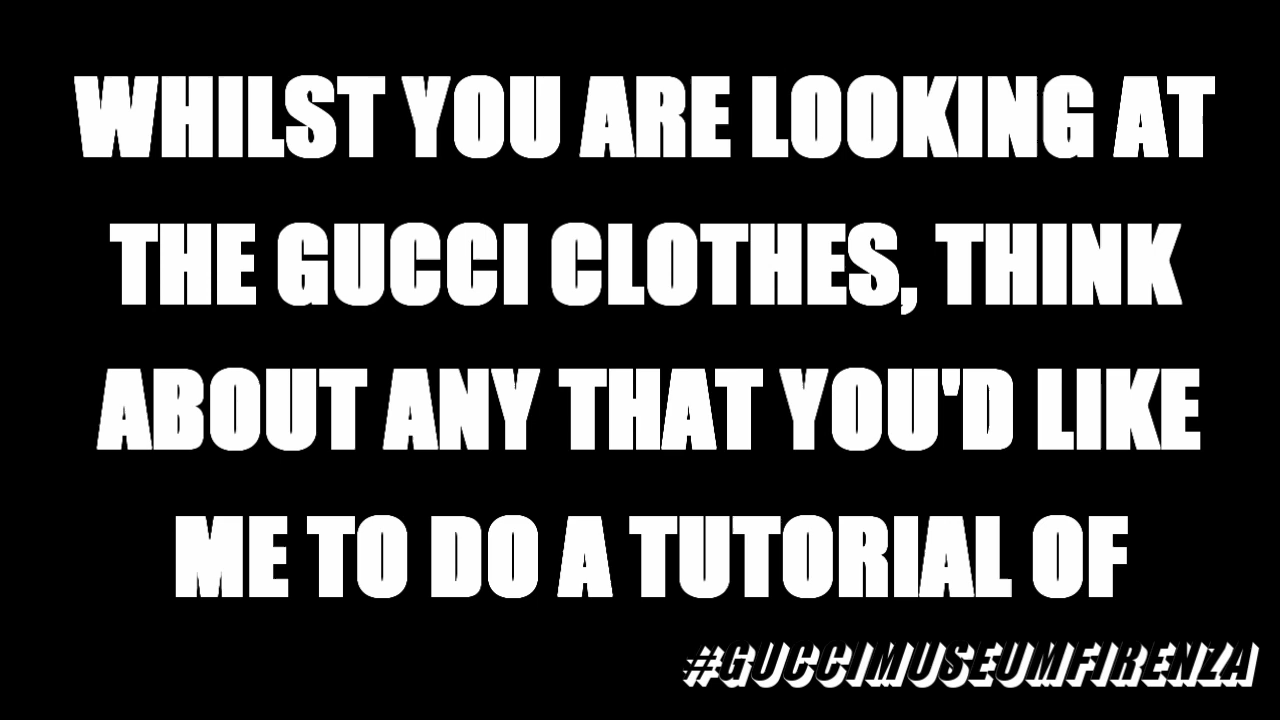 WHILST YOU ARE LOOKING AT
THE GUCCI CLOTHES, THINK
ABOUT ANY THAT YOU'D LIKE
ME TO DO A TUTORIAL OF
#GUCCIMUSEUMFIRENZA